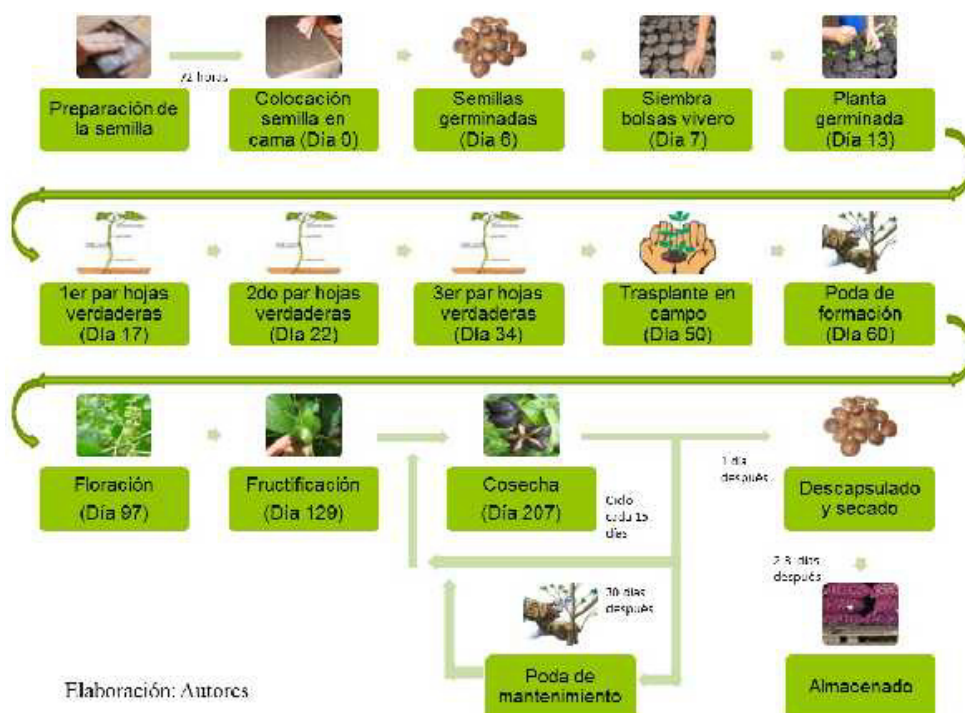 72 horas
Preparación de
la semilla
Colocación
semilla en
cama (Día 0)
Semillas
germinadas
(Día 6)
Siembra
bolsas vivero
(Día 7)
Planta
germinada
(Día 13)
1er par hojas
verdaderas
(Día 17)
2do par hojas
verdaderas
(Día 22)
3er par hojas
verdaderas
(Día 34)
Trasplante en
campo
(Día 50)
Poda de
formación
(Día 60)
Floración
(Día 97)
Fructificación
(Día 129)
Cosecha
(Día 207)
Ciclo
cada 15
días
1 día
después
Descapsulado
y secado
30 días
después
Poda de
mantenimiento
días
después
Almacenado
Elaboración: Autores